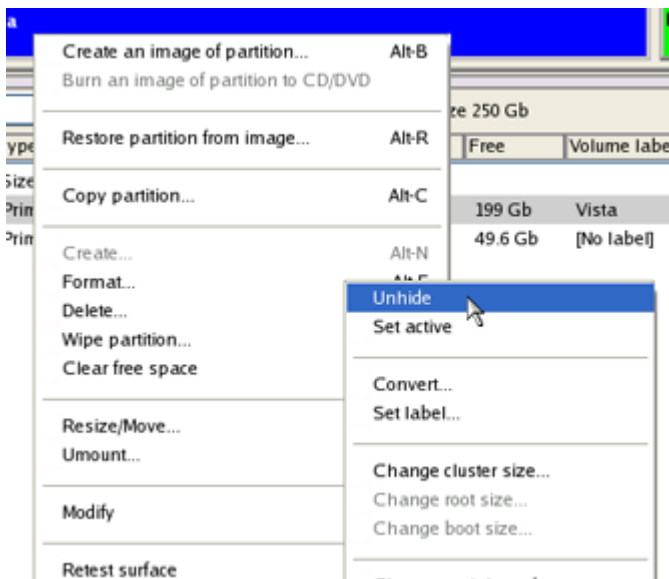 a
Create an image of partition... Alt-B
Burn an image of partition to CD/DVD
250 Gb
Restore partition from image... Alt-R
Free Volume
Copy partition... Alt-C
199 Gb Vista
49.6 Gb [No label]
Create... Alt-N
Format...
Unhide
Delete...
Set active
Wipe partition...
Clear free space
Convert...
Set label...
Resize/Move...
Umount...
Change cluster size...
Change root size...
Modify
Change boot size...
Retest surface